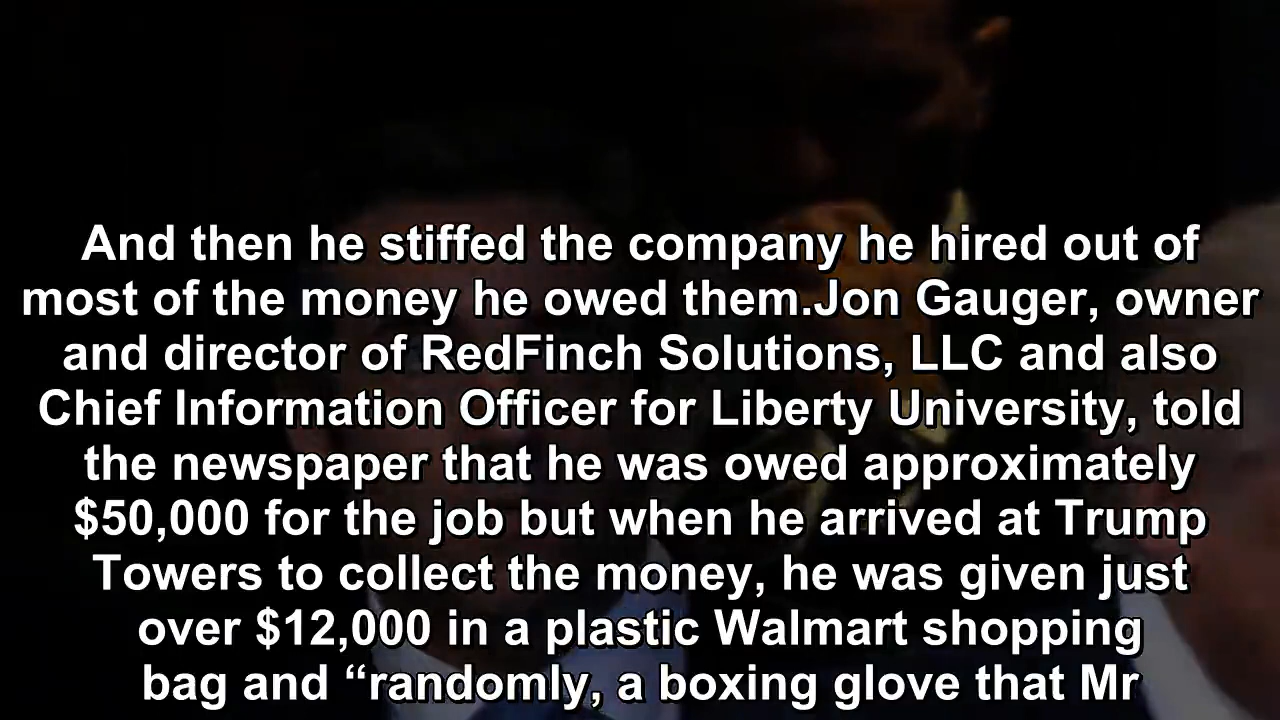 And then he stiffed the company he hired out of
most of the money he owed them.Jon Gauger, owner
and director of RedFinch Solutions, LLC and also
Chief Information Officer for Liberty University, told
the newspaper that he was owed approximately
$50,000 for the job but when he arrived at Trump
Towers to collect the money, he was given just
over $12,000 in a plastic Walmart shopping
bag and “randomly, a boxing glove that Mr